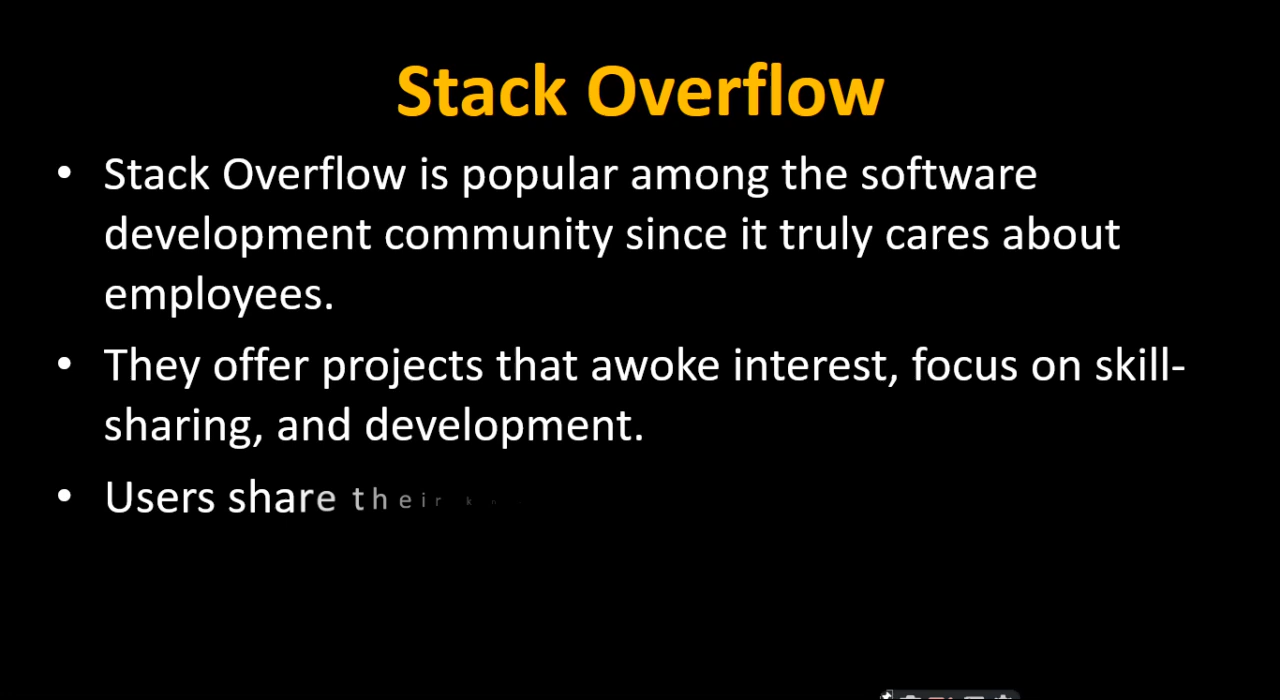 Stack Overflow
• Stack Overflow is popular among the software
development community since it truly cares about
employees.
• They offer projects that awoke interest, focus on skill-
sharing, and development.
• Users share their